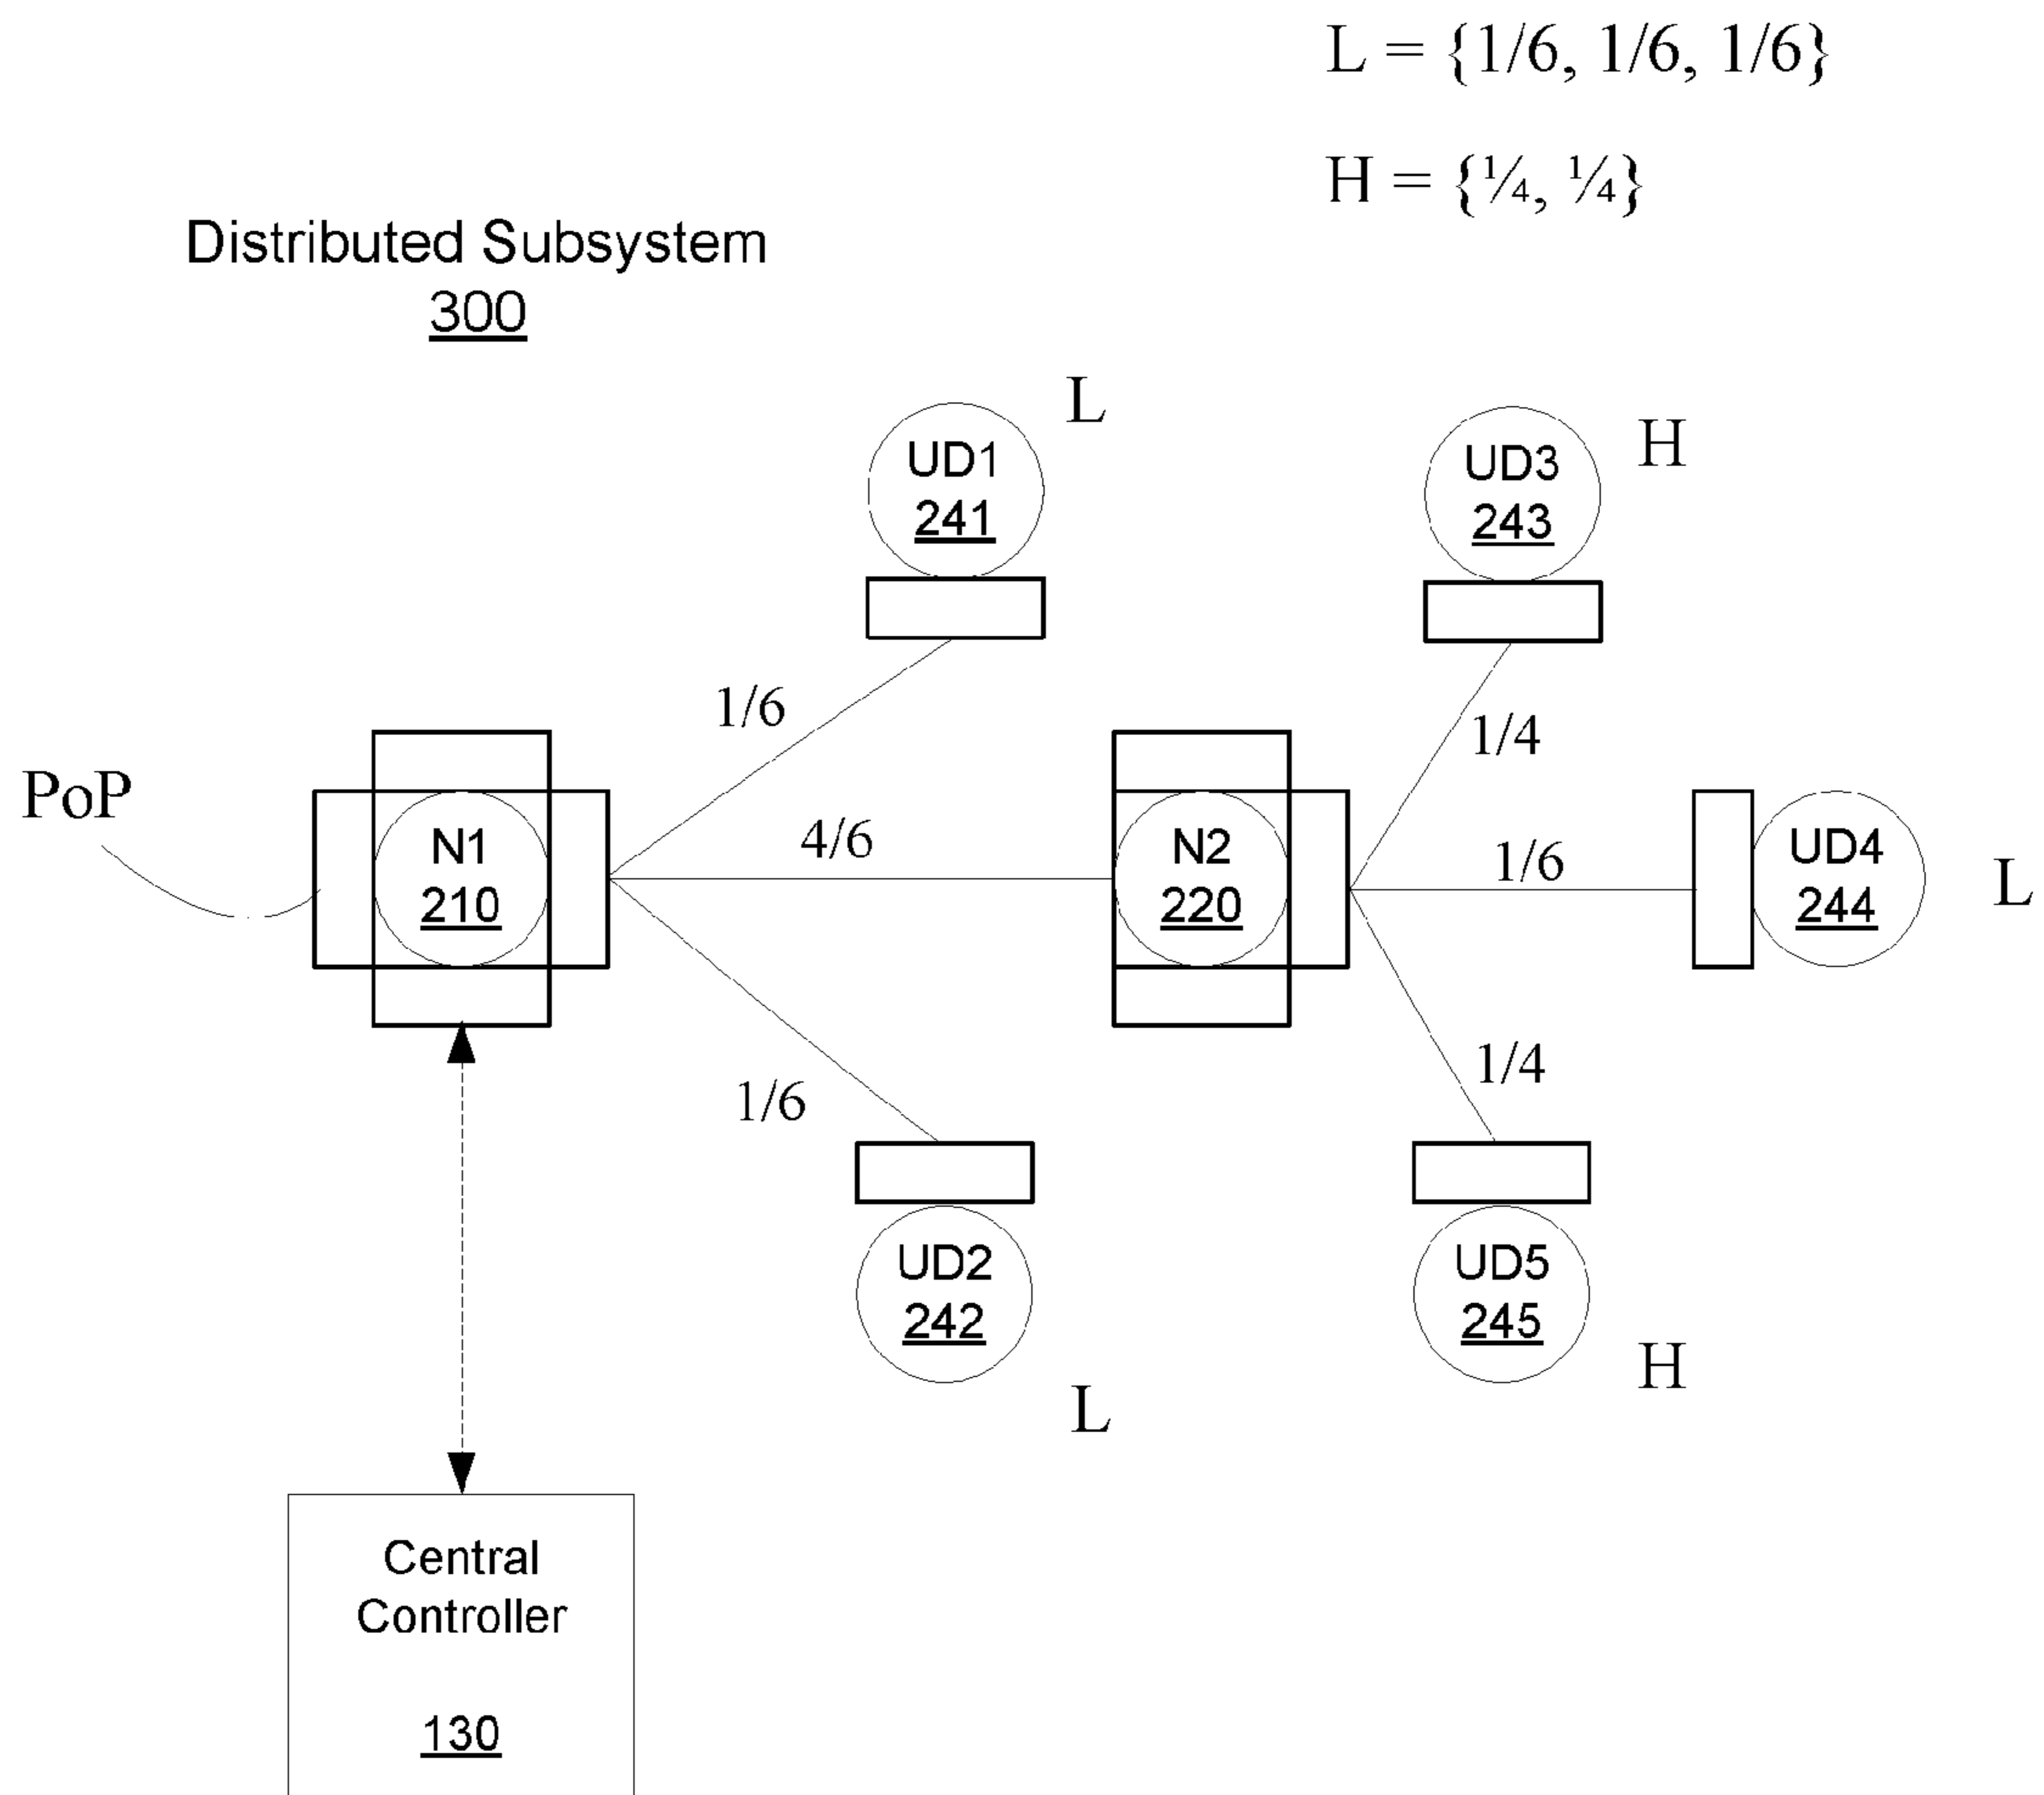 L = {1/6, 1/6, 1/6}
H = {¼, ¼}
Distributed Subsystem
300
L
UD1
241
H
UD3
243
1/6
1/4
PoP
N1
210
4/6
N2
220
1/6
UD4
244
L
1/6
1/4
UD2
242
L
UD5
245
H
Central
Controller
130